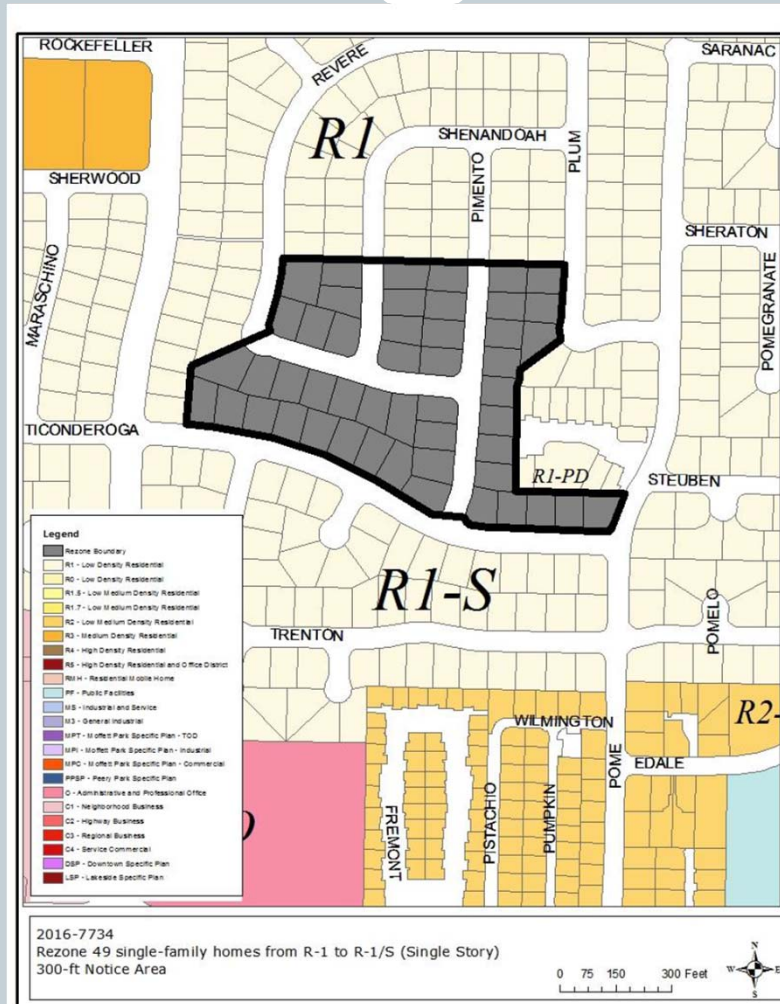 ROCKEFELLER
REVERE
SARANAC
R1
SHENANDOAH
PLUM
PIMENTO
SHERWOOD
MARASCHINO
SHERATON
POMEGRANATE
TICONDEROGA
R1-PD
STEUBEN
R1-S
TRENTON
POMELO
WILMINGTON
R2-
POME
EDALE
FREMONT
PISTACHIO
PUMPKIN
O
Legend
Rezone Boundary
R1 - Low Density Residential
R0 - Low Density Residential
R1.5 - Low Medium Density Residential
R1.7 - Low Medium Density Residential
R2 - Low Medium Density Residential
R3 - Medium Density Residential
R4 - High Density Residential
R5 - High Density Residential and Office District
RMH - Residential Mobile Home
PF - Public Facilities
MS - Industrial and Service
M3 - General Industrial
MPT - Moffett Park Specific Plan - TOD
MPI - Moffett Park Specific Plan - Industrial
MPC - Moffett Park Specific Plan - Commercial
PPSP - Peery Park Specific Plan
O - Administrative and Professional Office
C1 - Neighborhood Business
C2 - Highway Business
C3 - Regional Business
C4 - Service Commercial
DSP - Downtown Specific Plan
LSP - Lakeside Specific Plan
2016-7734
Rezone 49 single-family homes from R-1 to R-1/S (Single Story)
300-ft Notice Area
0 75 150 300 Feet
N
W E
S